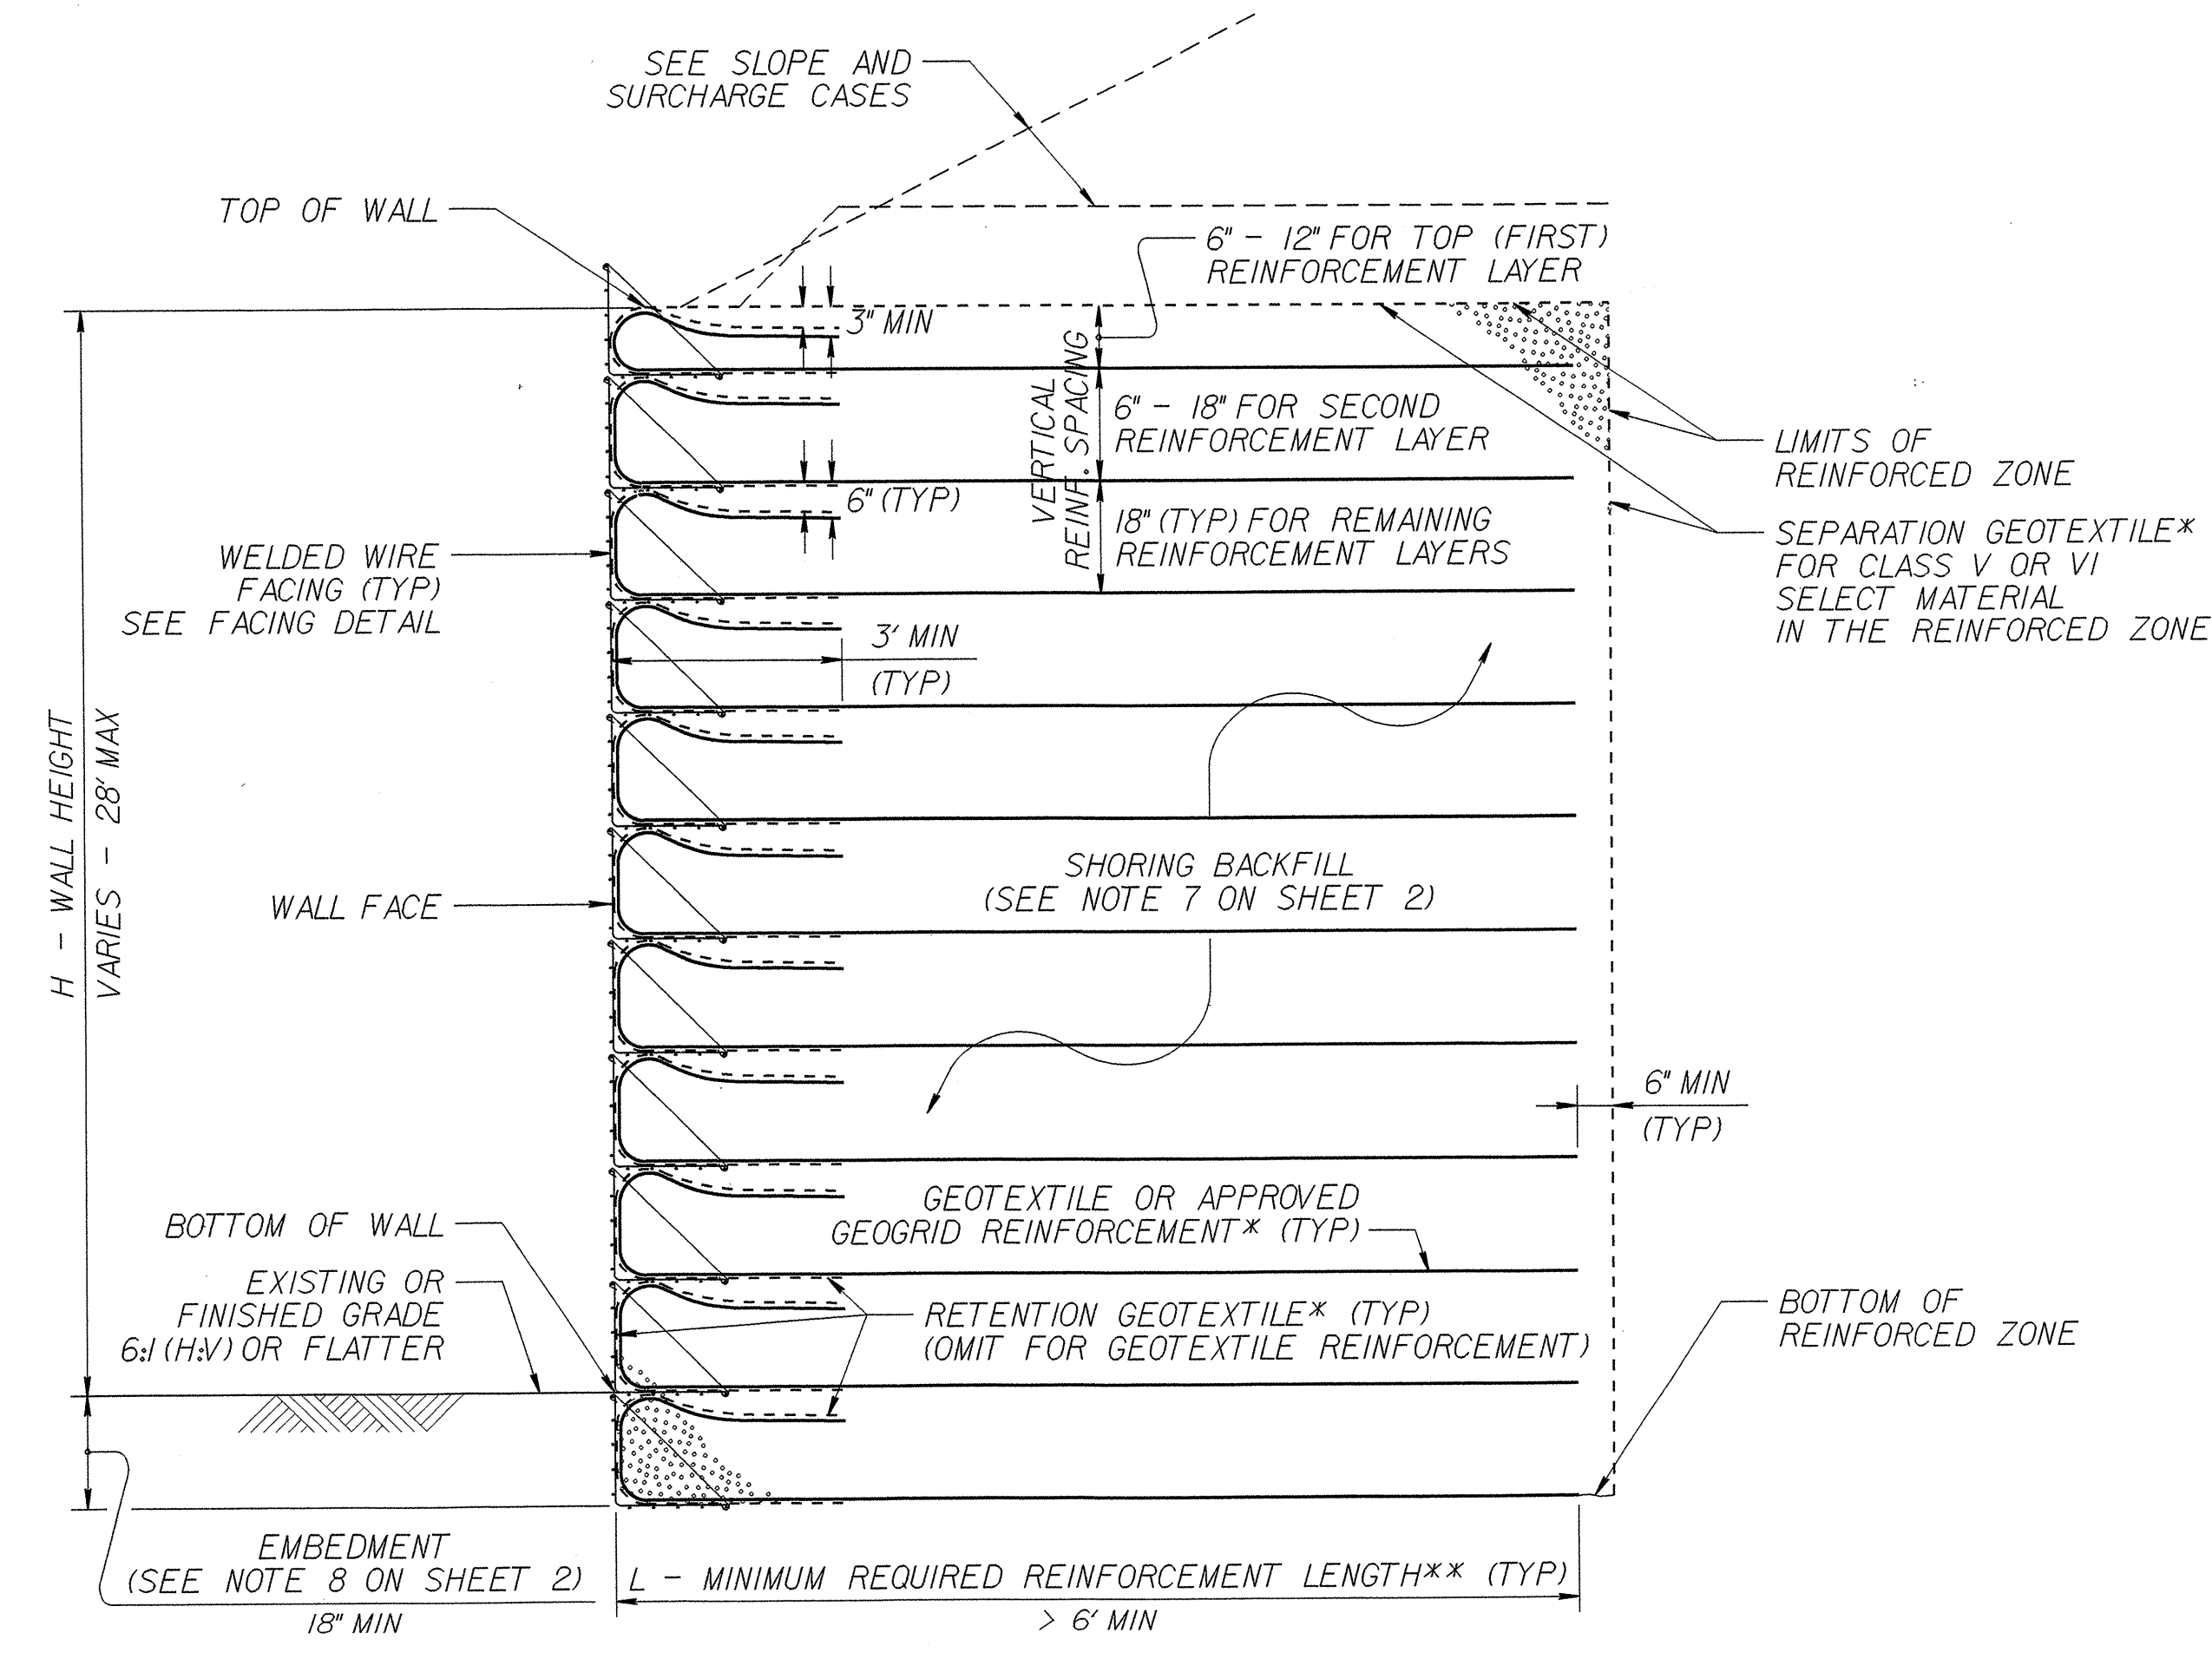 SEE SLOPE AND
SURCHARGE CASES
TOP OF WALL
6" - 12" FOR TOP (FIRST)
REINFORCEMENT LAYER
3" MIN
VERTICAL
REINF. SPACING
6" - 18" FOR SECOND
REINFORCEMENT LAYER
LIMITS OF
REINFORCED ZONE
6" (TYP)
18" (TYP) FOR REMAINING
REINFORCEMENT LAYERS
SEPARATION GEOTEXTILE*
FOR CLASS V OR VI
SELECT MATERIAL
IN THE REINFORCED ZONE
WELDED WIRE
FACING (TYP)
SEE FACING DETAIL
3' MIN
(TYP)
H - WALL HEIGHT
VARIES - 28' MAX
SHORING BACKFILL
(SEE NOTE 7 ON SHEET 2)
WALL FACE
6" MIN
(TYP)
GEOTEXTILE OR APPROVED
GEOGRID REINFORCEMENT* (TYP)
BOTTOM OF WALL
EXISTING OR
FINISHED GRADE
6:1 (H:V) OR FLATTER
RETENTION GEOTEXTILE* (TYP)
(OMIT FOR GEOTEXTILE REINFORCEMENT)
BOTTOM OF
REINFORCED ZONE
EMBEDMENT
(SEE NOTE 8 ON SHEET 2)
18" MIN
L - MINIMUM REQUIRED REINFORCEMENT LENGTH** (TYP)
> 6' MIN